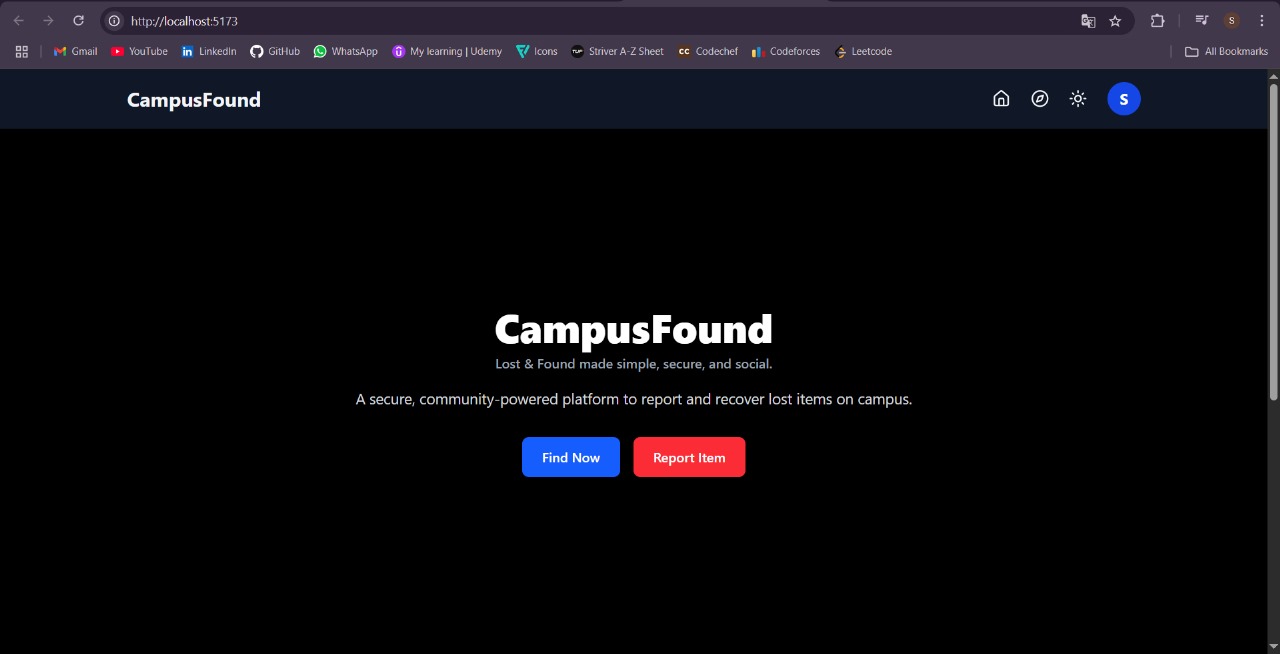 http://localhost:5173
S
Gmail YouTube LinkedIn GitHub WhatsApp My learning | Udemy Icons TUF Striver A-Z Sheet CC Codechef Codeforces Leetcode All Bookmarks
CampusFound
S
CampusFound
Lost & Found made simple, secure, and social.
A secure, community-powered platform to report and recover lost items on campus.
Find Now Report Item